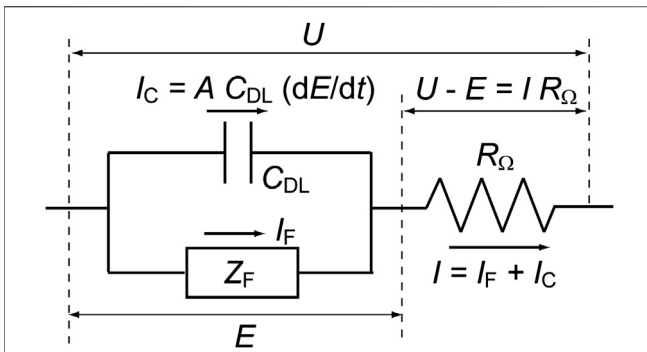 U
I_C = A C_DL (dE/dt)
U - E = I R_Ω
C_DL
R_Ω
I_F
Z_F
I = I_F + I_C
E